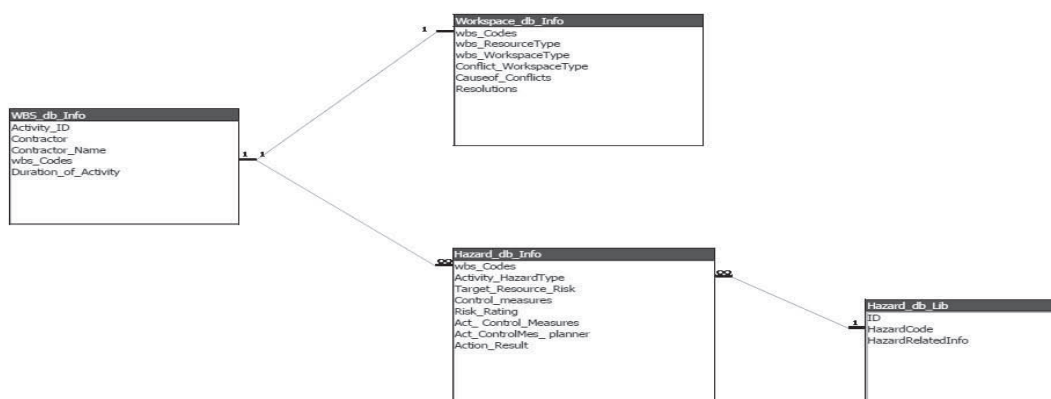 Workspace_db_Info
wbs_Codes
wbs_ResourceType
wbs_WorkspaceType
Conflict_WorkspaceType
Causeof_Conflicts
Resolutions
1
WBS_db_Info
Activity_ID
Contractor
Contractor_Name
wbs_Codes
Duration_of_Activity
1 1
Hazard_db_Info
wbs_Codes
Activity_HazardType
Target_Resource_Risk
Control_measures
Risk_Rating
Act_ Control_Measures
Act_ControlMes_ planner
Action_Result
∞
∞
Hazard_db_Lib
ID
HazardCode
HazardRelatedInfo
1